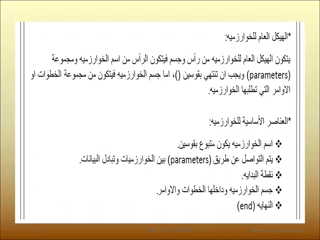 *الهيكل العام للخوارزميه:
يتكون الهيكل العام للخوارزميه من رأس وجسم فيتكون الرأس من اسم الخوارزميه ومجموعة
(parameters) ويجب ان تنتهي بقوسين ()، اما جسم الخوارزميه فيتكون من مجموعة الخطوات او
الاوامر التي تطلبها الخوارزميه.
*العناصر الأساسية للخوارزميه:
❖ اسم الخوارزميه يكون متبوع بقوسين.
❖ يتم التواصل عن طريق (parameters) بين الخوارزميات وتبادل البيانات.
❖ نقطة البدايه.
❖ جسم الخوارزميه وداخلها الخطوات والاوامر.
❖ النهايه (end)